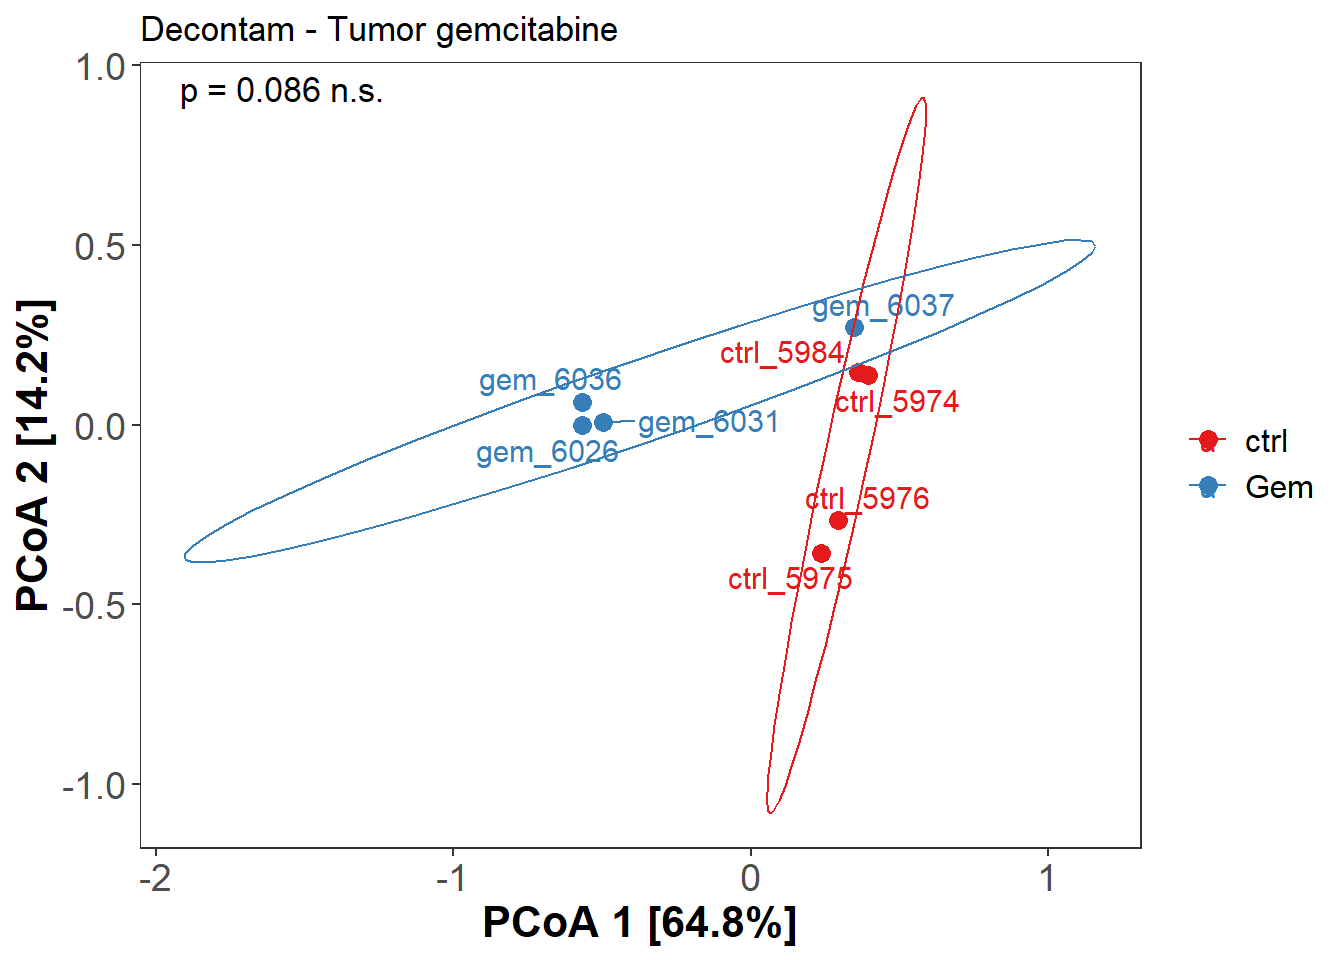 Decontam - Tumor gemcitabine
p = 0.086 n.s.
1.0
0.5
0.0
-0.5
-1.0
PCoA 2 [14.2%]
gem_6037
ctrl_5984
gem_6036
ctrl_5974
gem_6031
gem_6026
ctrl_5976
ctrl_5975
a ctrl
a Gem
-2
-1
0
1
PCoA 1 [64.8%]